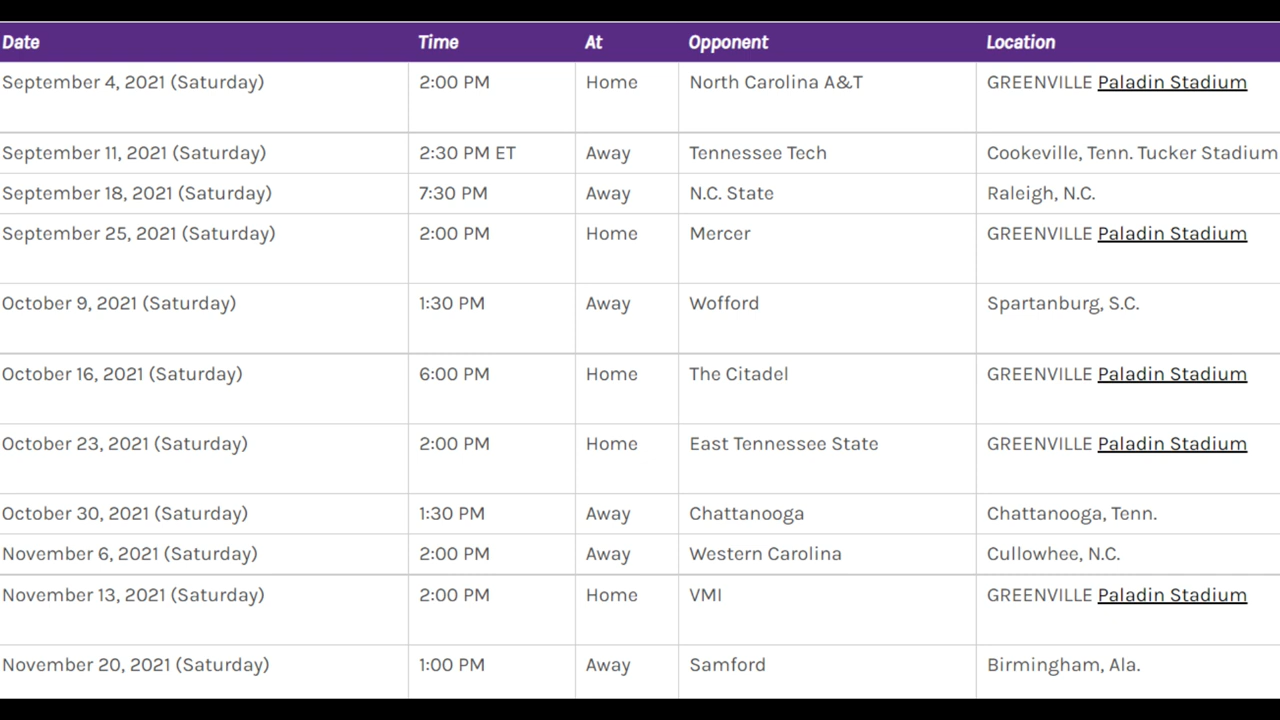 Date Time At Opponent Location
September 4, 2021 (Saturday) 2:00 PM Home North Carolina A&T GREENVILLE Paladin Stadium
September 11, 2021 (Saturday) 2:30 PM ET Away Tennessee Tech Cookeville, Tenn. Tucker Stadium
September 18, 2021 (Saturday) 7:30 PM Away N.C. State Raleigh, N.C.
September 25, 2021 (Saturday) 2:00 PM Home Mercer GREENVILLE Paladin Stadium
October 9, 2021 (Saturday) 1:30 PM Away Wofford Spartanburg, S.C.
October 16, 2021 (Saturday) 6:00 PM Home The Citadel GREENVILLE Paladin Stadium
October 23, 2021 (Saturday) 2:00 PM Home East Tennessee State GREENVILLE Paladin Stadium
October 30, 2021 (Saturday) 1:30 PM Away Chattanooga Chattanooga, Tenn.
November 6, 2021 (Saturday) 2:00 PM Away Western Carolina Cullowhee, N.C.
November 13, 2021 (Saturday) 2:00 PM Home VMI GREENVILLE Paladin Stadium
November 20, 2021 (Saturday) 1:00 PM Away Samford Birmingham, Ala.